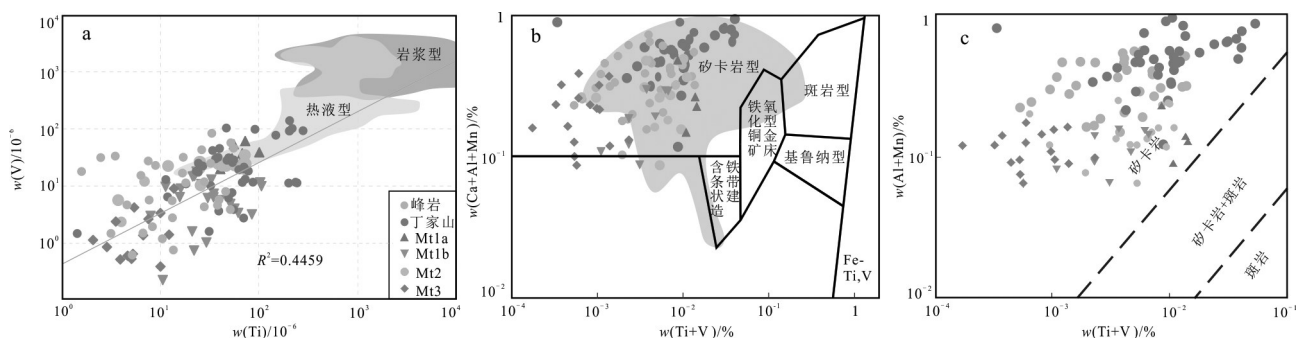 a
10⁴
10³
10²
10¹
10⁰
w(V)/10⁻⁶
岩浆型
热液型
R²=0.4459
峰岩
丁家山
Mt1a
Mt1b
Mt2
Mt3
10⁰ 10¹ 10² 10³ 10⁴
w(Ti)/10⁻⁶
b
1
10⁻¹
10⁻²
w(Ca+Al+Mn)/%
矽卡岩型
斑岩型
铁氧
化型
铜金
矿床
基鲁纳型
含铁
条带
状建
造
Fe-
Ti,V
10⁻⁴ 10⁻³ 10⁻² 10⁻¹ 1
w(Ti+V)/%
c
1
10⁻¹
10⁻²
w(Al+Mn)/%
矽卡岩
矽卡岩+斑岩
斑岩
10⁻⁴ 10⁻³ 10⁻²
w(Ti+V)/%